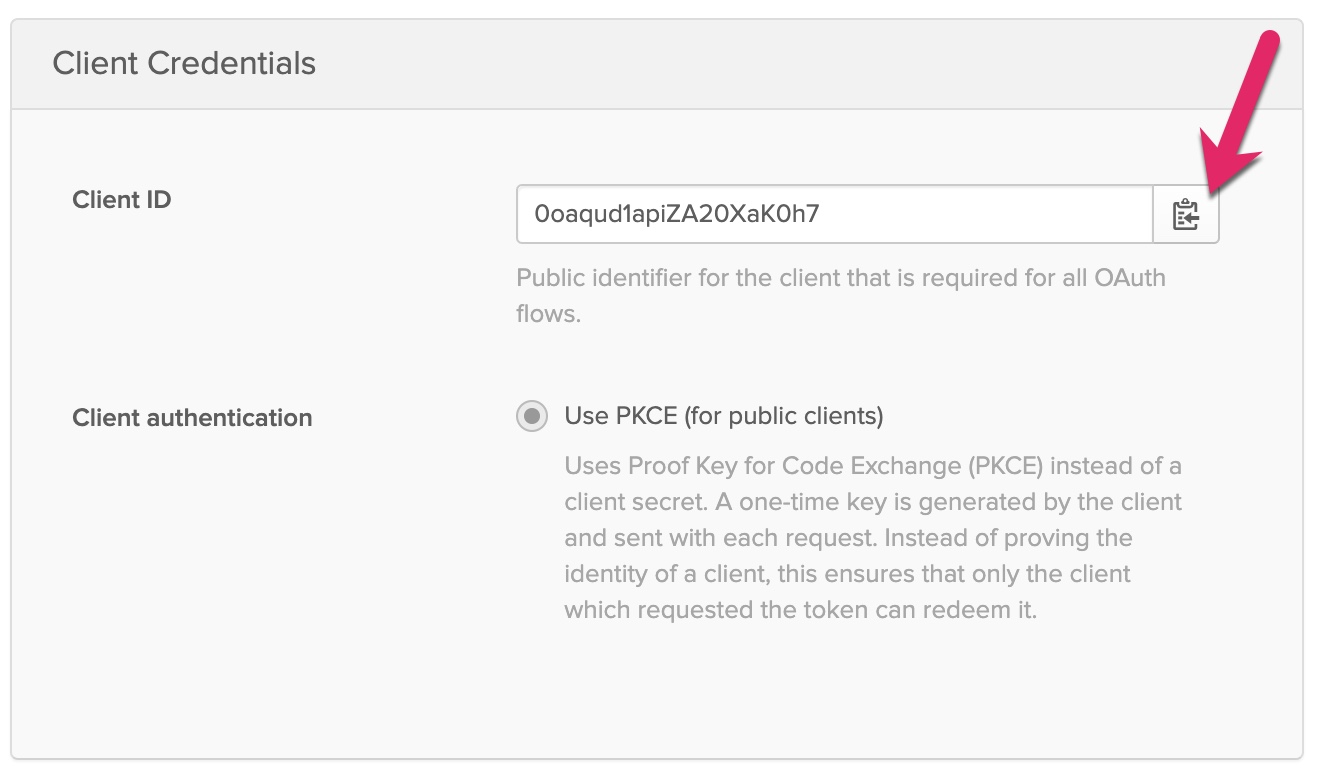 Client Credentials
Client ID
0oaqud1apiZA20XaK0h7
Public identifier for the client that is required for all OAuth
flows.
Client authentication
Use PKCE (for public clients)
Uses Proof Key for Code Exchange (PKCE) instead of a
client secret. A one-time key is generated by the client
and sent with each request. Instead of proving the
identity of a client, this ensures that only the client
which requested the token can redeem it.